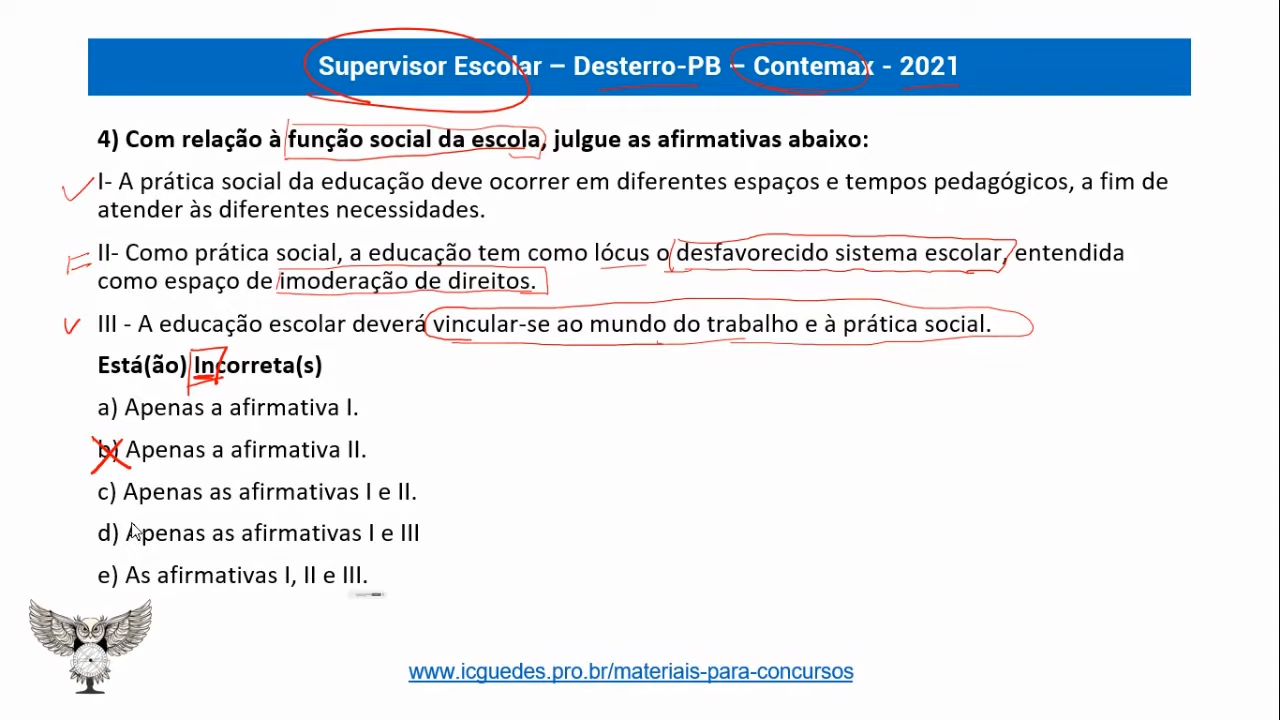 Supervisor Escolar – Desterro-PB – Contemax - 2021
4) Com relação à função social da escola, julgue as afirmativas abaixo:
I- A prática social da educação deve ocorrer em diferentes espaços e tempos pedagógicos, a fim de
atender às diferentes necessidades.
II- Como prática social, a educação tem como lócus o desfavorecido sistema escolar, entendida
como espaço de imoderação de direitos.
III - A educação escolar deverá vincular-se ao mundo do trabalho e à prática social.
Está(ão) Incorreta(s)
a) Apenas a afirmativa I.
b) Apenas a afirmativa II.
c) Apenas as afirmativas I e II.
d) Apenas as afirmativas I e III
e) As afirmativas I, II e III.
www.icguedes.pro.br/materiais-para-concursos